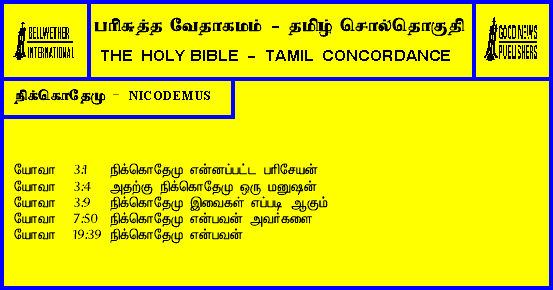 BELLWETHER
INTERNATIONAL
பரிசுத்த வேதாகமம் - தமிழ் சொல்தொகுதி
THE HOLY BIBLE - TAMIL CONCORDANCE
GOOD NEWS
PUBLISHERS
நிக்கொதேமு - NICODEMUS
யோவா 3:1 நிக்கொதேமு என்னப்பட்ட பரிசேயன்
யோவா 3:4 அதற்கு நிக்கொதேமு ஒரு மனுஷன்
யோவா 3:9 நிக்கொதேமு இவைகள் எப்படி ஆகும்
யோவா 7:50 நிக்கொதேமு என்பவன் அவர்களை
யோவா 19:39 நிக்கொதேமு என்பவன்